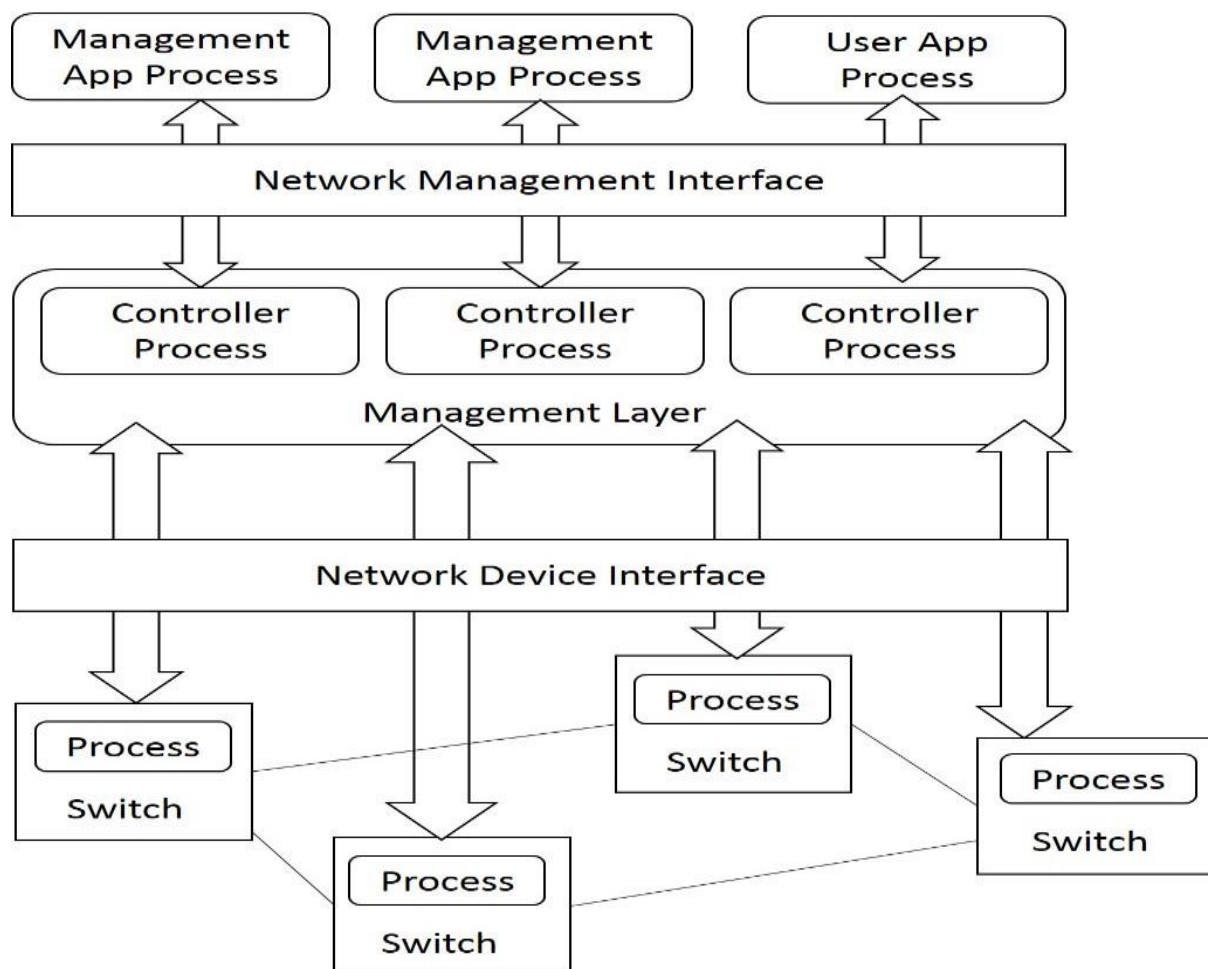 Management
App Process
Management
App Process
User App
Process
Network Management Interface
Controller
Process
Controller
Process
Controller
Process
Management Layer
Network Device Interface
Process
Switch
Process
Switch
Process
Switch
Process
Switch